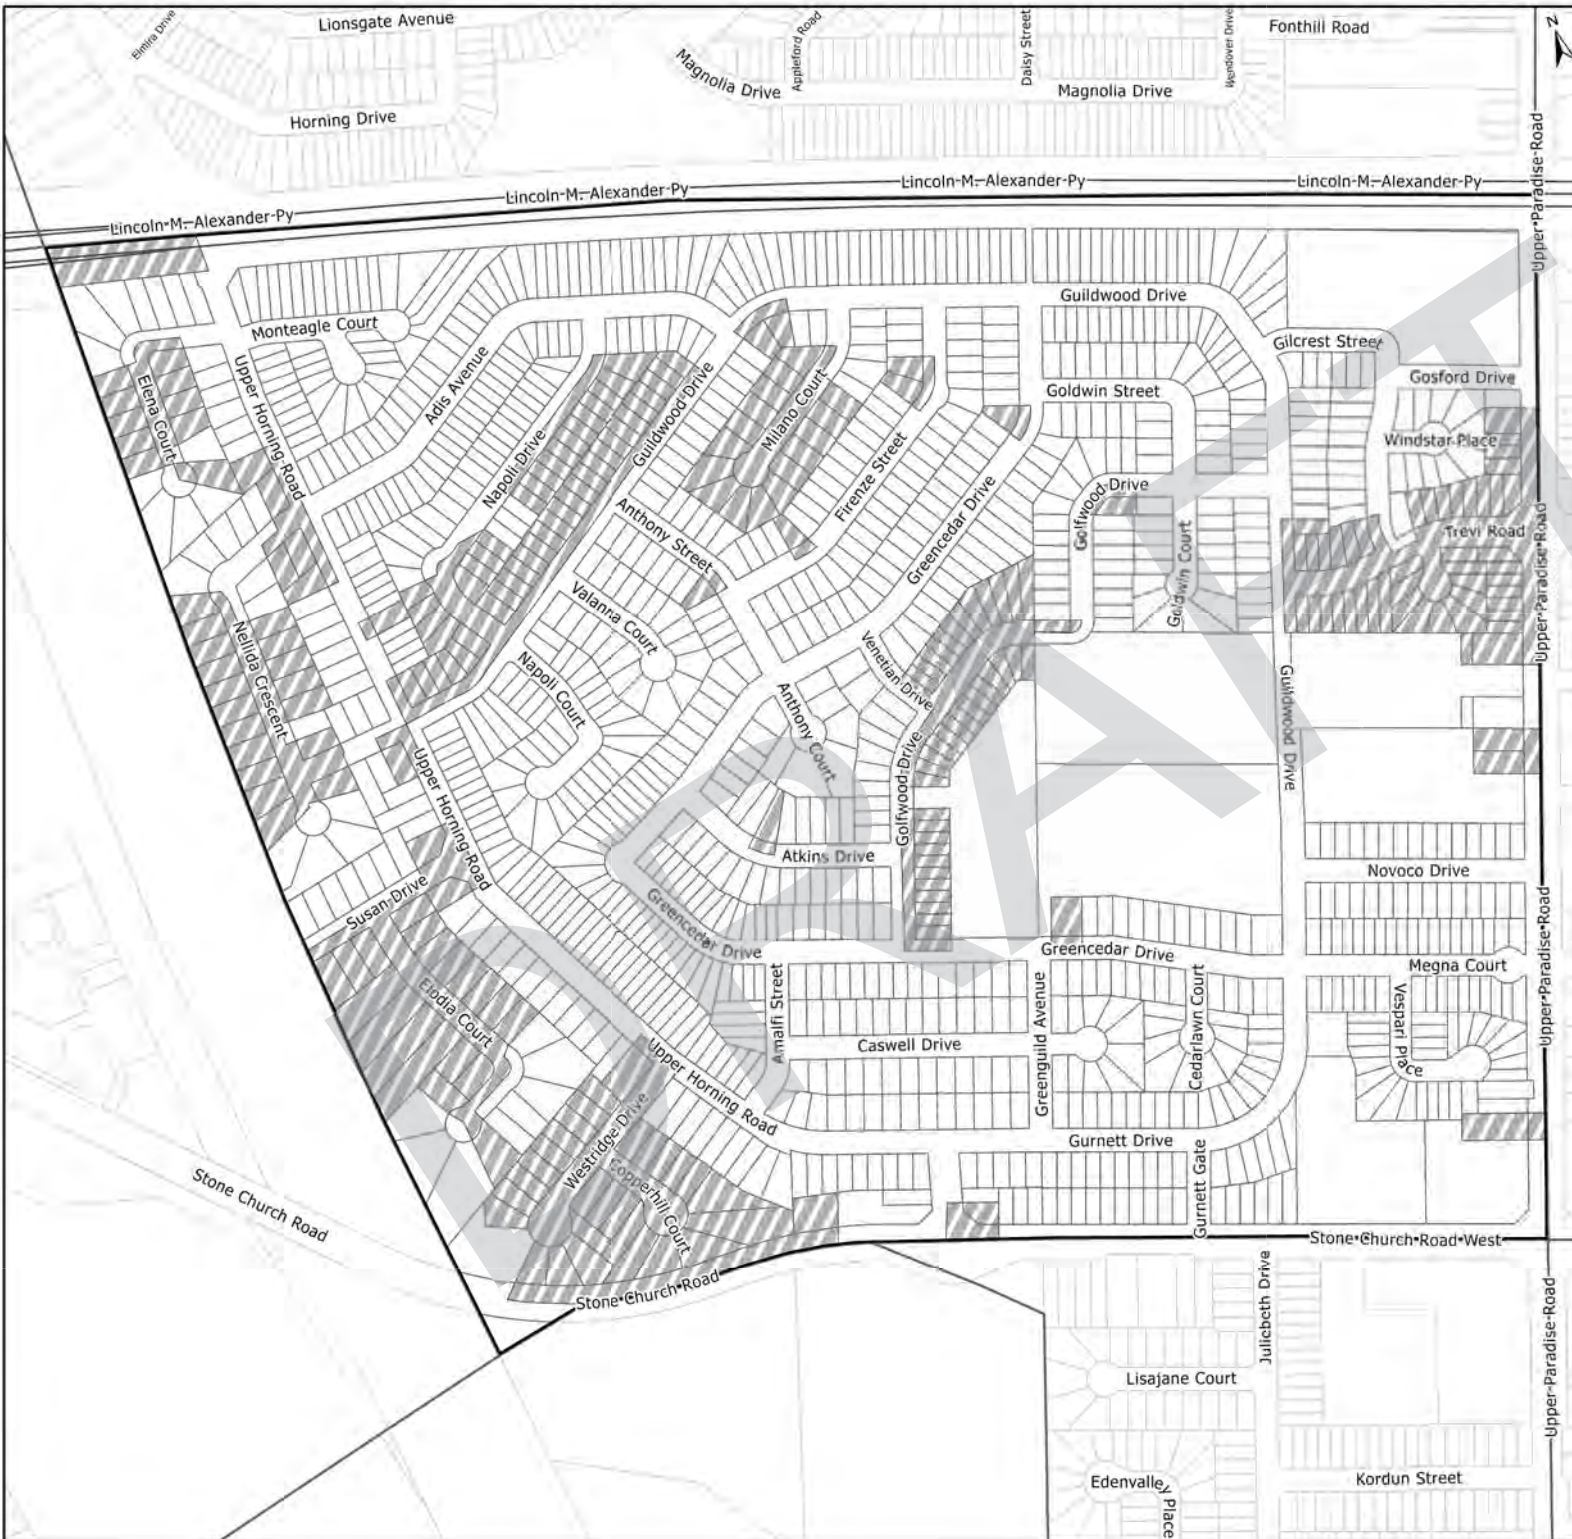 Elmira Drive
Lionsgate Avenue
Appleford Road
Daisy Street
Wendover Drive
Fonthill Road
Z
Magnolia Drive
Magnolia Drive
Horning Drive
Upper Paradise Road
Lincoln M. Alexander Py
Lincoln M. Alexander Py
Lincoln M. Alexander Py
Lincoln M. Alexander Py
Monteagle Court
Guildwood Drive
Gilcrest Street
Gosford Drive
Goldwin Street
Elena Court
Upper Horning Road
Adis Avenue
Napoli Drive
Guildwood Drive
Milano Court
Firenze Street
Greencedar Drive
Golfwood Drive
Windstar Place
Trevi Road
Upper Paradise Road
Goldwin Court
Anthony Street
Valanna Court
Venetian Drive
Nellida Crescent
Napoli Court
Anthony Court
Golfwood Drive
Guildwood Drive
Upper Horning Road
Atkins Drive
Novoco Drive
Susan Drive
Greencedar Drive
Greencedar Drive
Megna Court
Upper Paradise Road
Elodia Court
Amalfi Street
Caswell Drive
Greenguild Avenue
Cedarlawn Court
Vespari Place
Upper Horning Road
Westridge Drive
Copperhill Court
Gurnett Drive
Gurnett Gate
Stone Church Road
Stone Church Road
Stone Church Road West
Julicbeth Drive
Lisajane Court
Upper Paradise Road
Edenvalley Place
Kordun Street
DRAFT